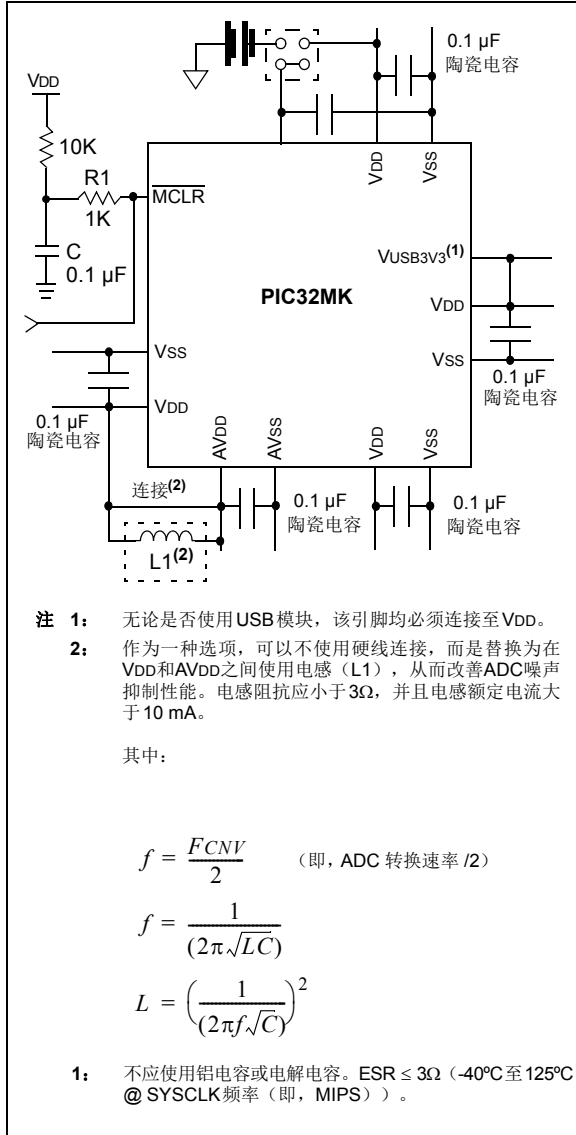 0.1 µF
陶瓷电容
VDD
10K
R1
1K
C
0.1 µF
MCLR
VDD
VSS
VUSB3V3(1)
PIC32MK
VDD
VSS
0.1 µF
陶瓷电容
VSS
VDD
0.1 µF
陶瓷电容
AVDD
AVSS
VDD
VSS
连接(2)
L1(2)
0.1 µF
陶瓷电容
0.1 µF
陶瓷电容
注 1： 无论是否使用USB模块，该引脚均必须连接至VDD。
2： 作为一种选项，可以不使用硬线连接，而是替换为在
VDD和AVDD之间使用电感（L1），从而改善ADC噪声
抑制性能。电感阻抗应小于3Ω，并且电感额定电流大
于10 mA。
其中：
f = FCNV / 2 （即，ADC 转换速率 /2）
f = 1 / (2π√LC)
L = (1 / (2πf√C))²
1： 不应使用铝电容或电解电容。ESR ≤ 3Ω（-40ºC至125ºC
@ SYSCLK频率（即，MIPS））。